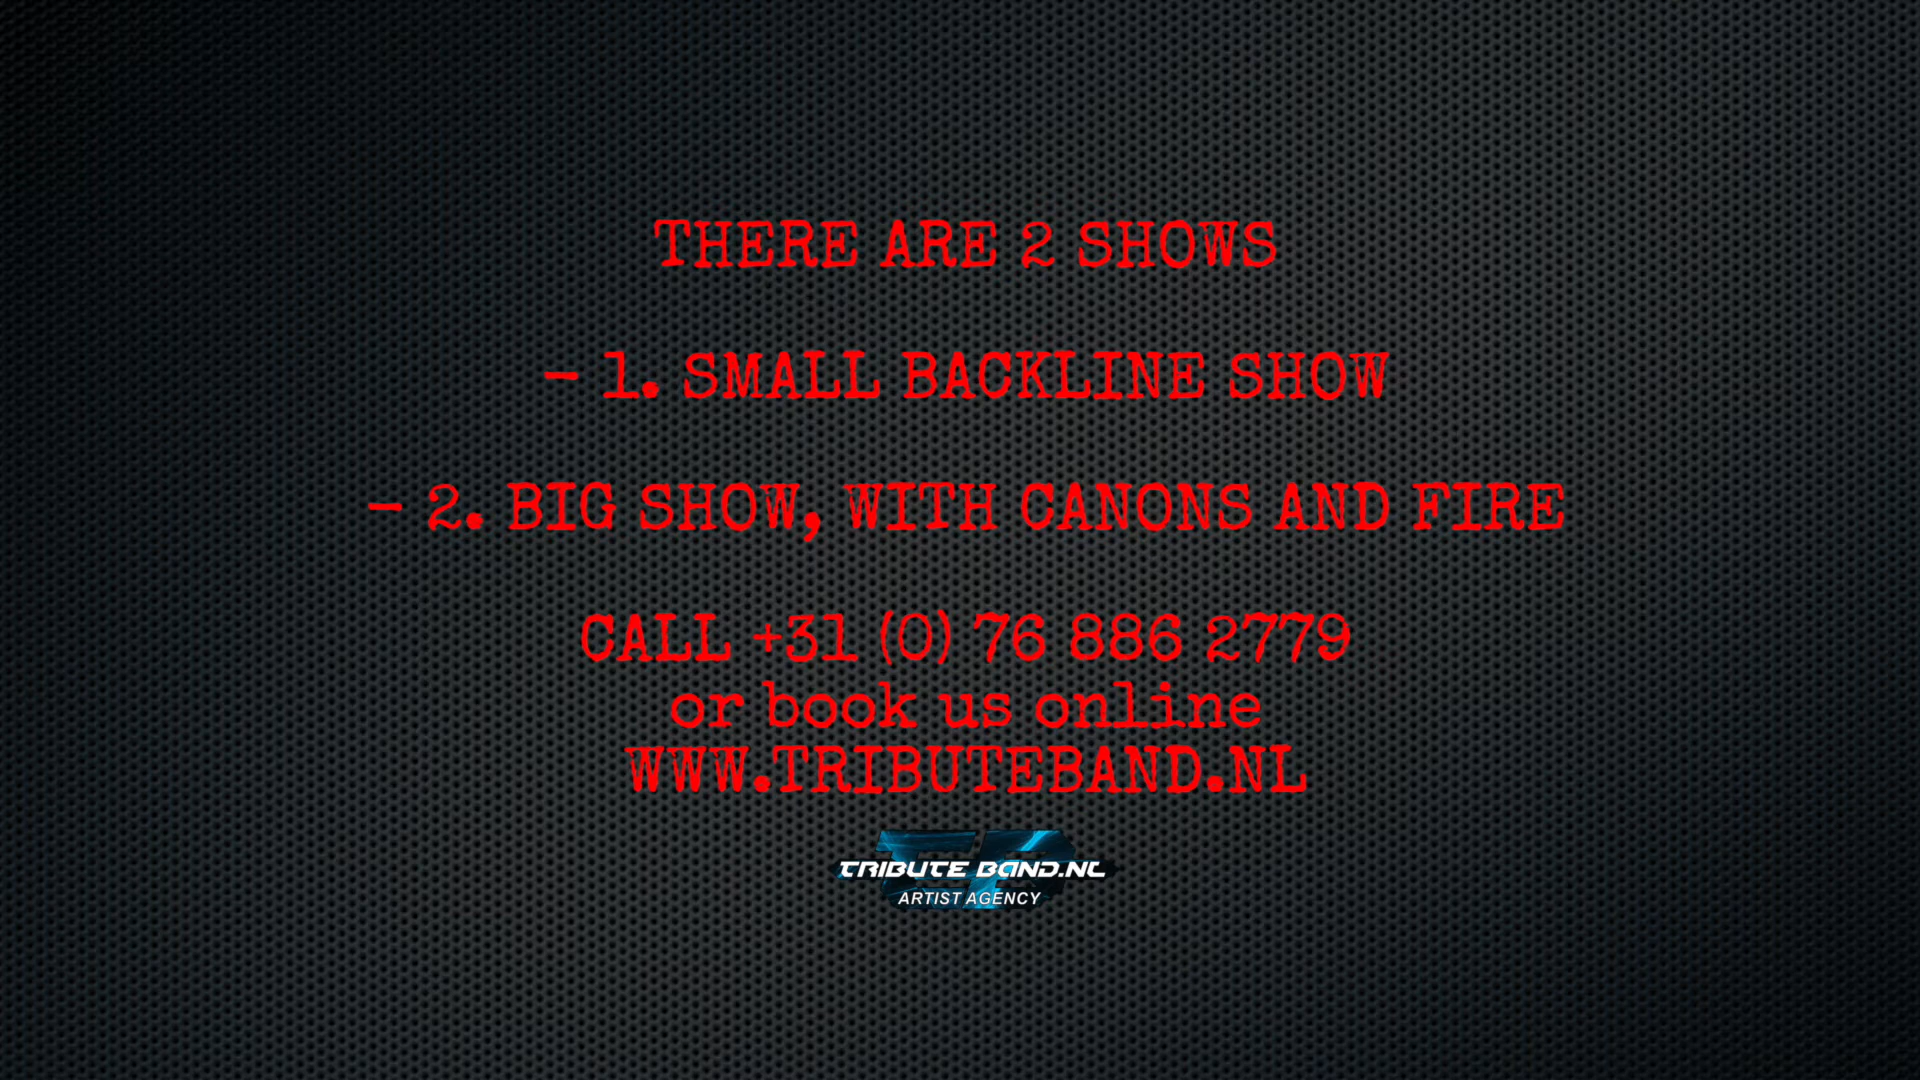 THERE ARE 2 SHOWS
- 1. SMALL BACKLINE SHOW
- 2. BIG SHOW, WITH CANONS AND FIRE
CALL +31 (0) 76 886 2779
or book us online
WWW.TRIBUTEBAND.NL
TRIBUTE BAND.NL
ARTIST AGENCY